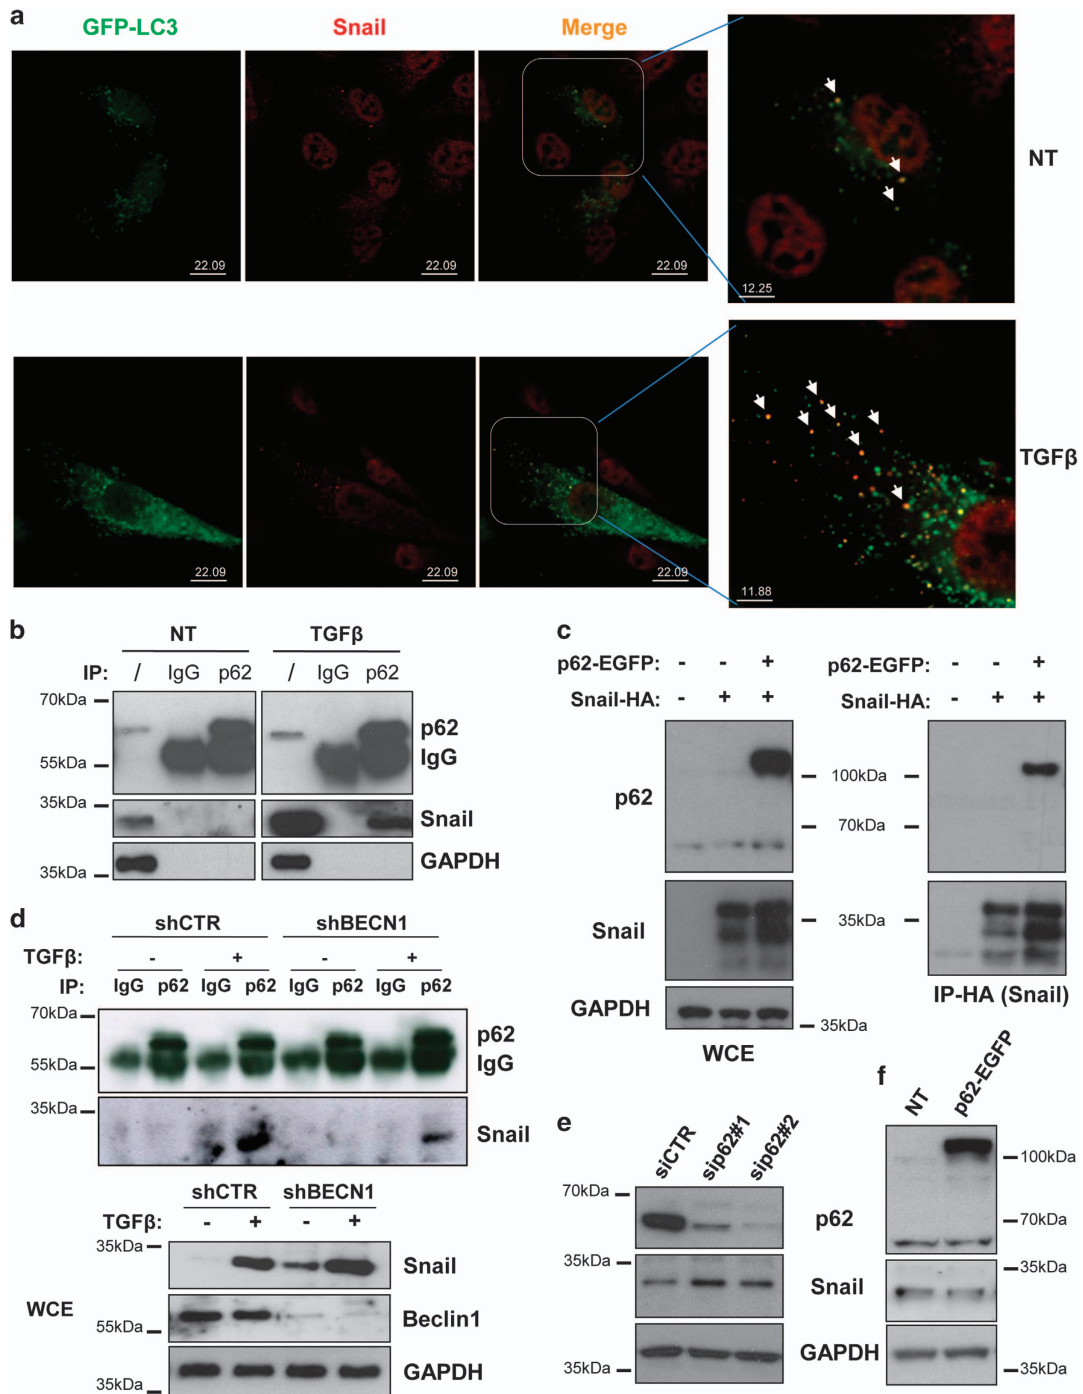 a
GFP-LC3 Snail Merge
22.09 22.09 22.09 12.25
NT
22.09 22.09 22.09 11.88
TGFβ
b
NT TGFβ
IP: / IgG p62 / IgG p62
70kDa
p62
IgG
55kDa
35kDa
Snail
GAPDH
35kDa
c
p62-EGFP: - - + p62-EGFP: - - +
Snail-HA: - + + Snail-HA: - + +
p62
100kDa
70kDa
Snail
35kDa
GAPDH
35kDa
WCE
IP-HA (Snail)
d
shCTR shBECN1
TGFβ: - + - +
IP: IgG p62 IgG p62 IgG p62 IgG p62
70kDa
p62
IgG
55kDa
35kDa
Snail
shCTR shBECN1
TGFβ: - + - +
35kDa
Snail
WCE
Beclin1
55kDa
GAPDH
35kDa
e
siCTR sip62#1 sip62#2
70kDa
p62
35kDa
Snail
GAPDH
35kDa
f
NT p62-EGFP
100kDa
70kDa
35kDa
35kDa